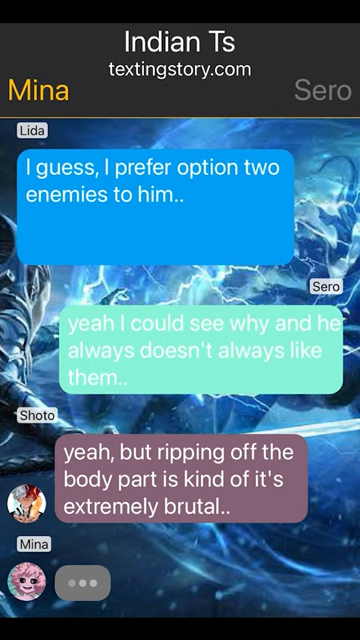 Indian Ts
textingstory.com
Mina Sero
Lida
I guess, I prefer option two
enemies to him..
Sero
yeah I could see why and he
always doesn't always like
them..
Shoto
yeah, but ripping off the
body part is kind of it's
extremely brutal..
Mina